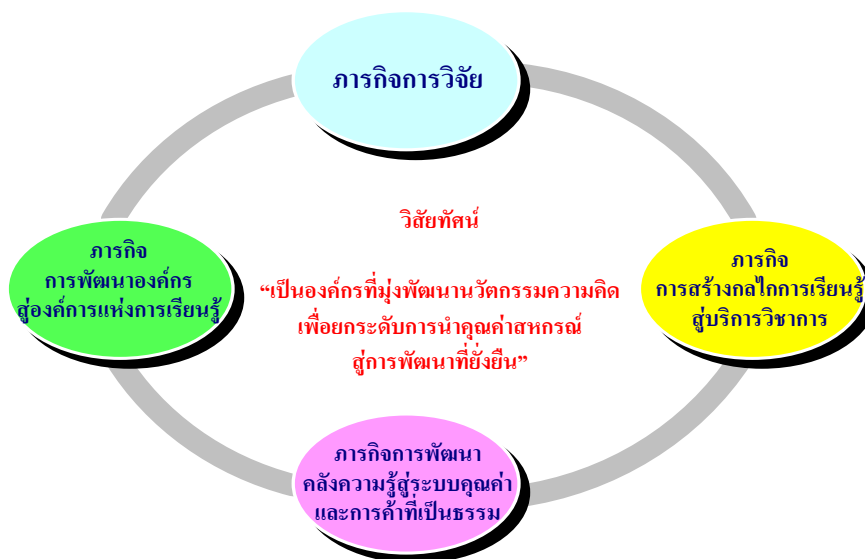 ภารกิจการวิจัย
วิสัยทัศน์
“เป็นองค์กรที่มุ่งพัฒนานวัตกรรมความคิด
เพื่อยกระดับการนำคุณค่าสหกรณ์
สู่การพัฒนาที่ยั่งยืน”
ภารกิจ
การพัฒนาองค์กร
สู่องค์การแห่งการเรียนรู้
ภารกิจ
การสร้างกลไกการเรียนรู้
สู่บริการวิชาการ
ภารกิจการพัฒนา
คลังความรู้สู่ระบบคุณค่า
และการค้าที่เป็นธรรม